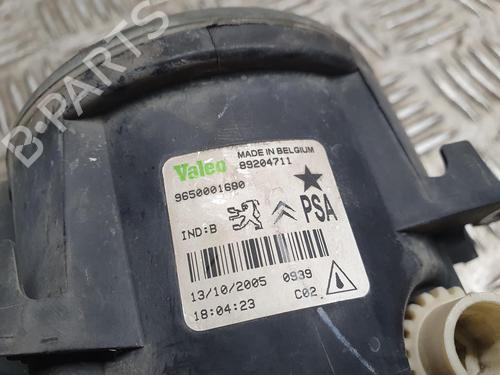 B-PARTS
Valeo
MADE IN BELGIUM
89204711
9650001680
IND:B
PSA
13/10/2005 0939
18:04:23 C02